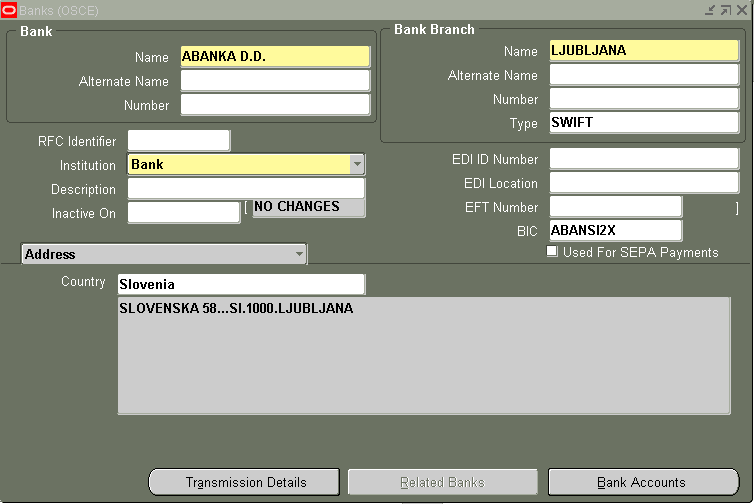 Banks (OSCE)
Bank
Name ABANKA D.D.
Alternate Name
Number
Bank Branch
Name LJUBLJANA
Alternate Name
Number
Type SWIFT
RFC Identifier
Institution Bank
Description
Inactive On [ NO CHANGES
EDI ID Number
EDI Location
EFT Number ]
BIC ABANSI2X
Used For SEPA Payments
Address
Country Slovenia
SLOVENSKA 58...SI.1000.LJUBLJANA
Transmission Details Related Banks Bank Accounts